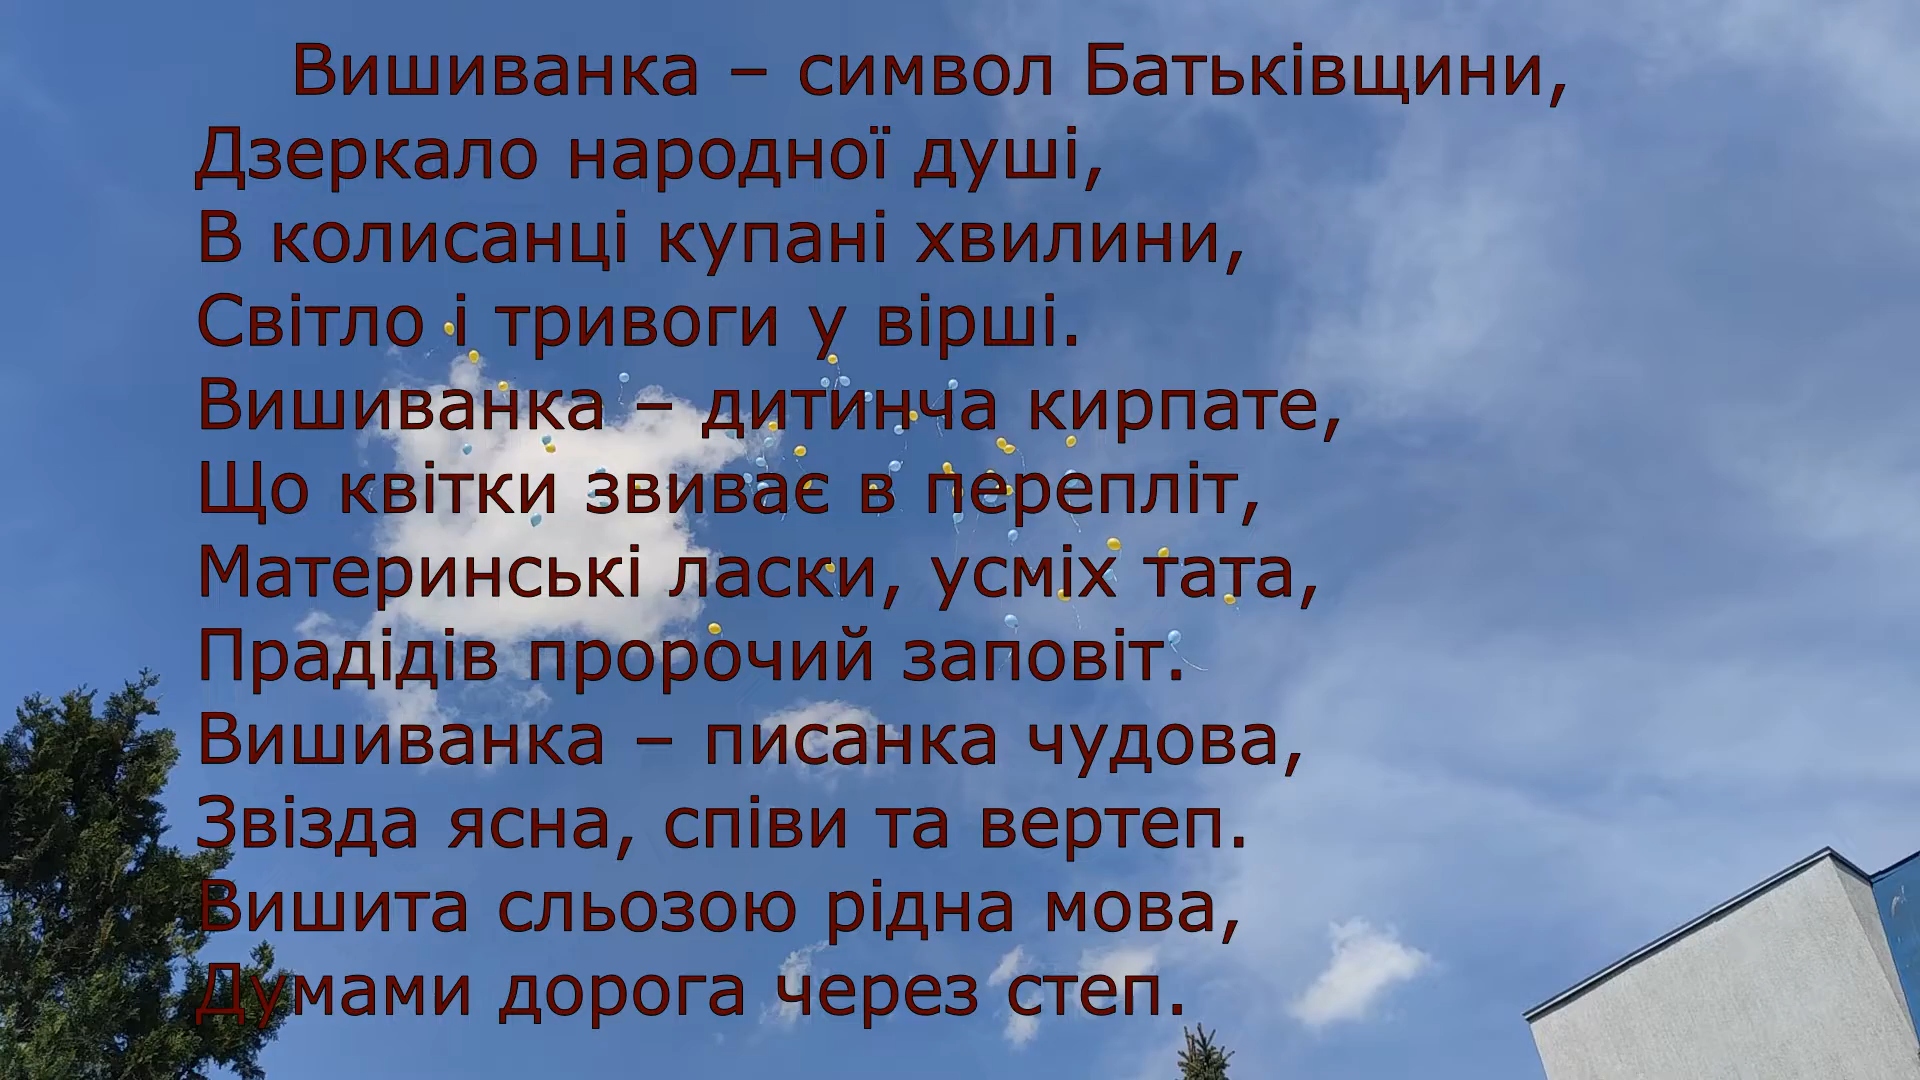 Вишиванка – символ Батьківщини,
Дзеркало народної душі,
В колисанці купані хвилини,
Світло і тривоги у вірші.
Вишиванка – дитинча кирпате,
Що квітки звиває в перепліт,
Материнські ласки, усміх тата,
Прадідів пророчий заповіт.
Вишиванка – писанка чудова,
Звізда ясна, співи та вертеп.
Вишита сльозою рідна мова,
Думами дорога через степ.